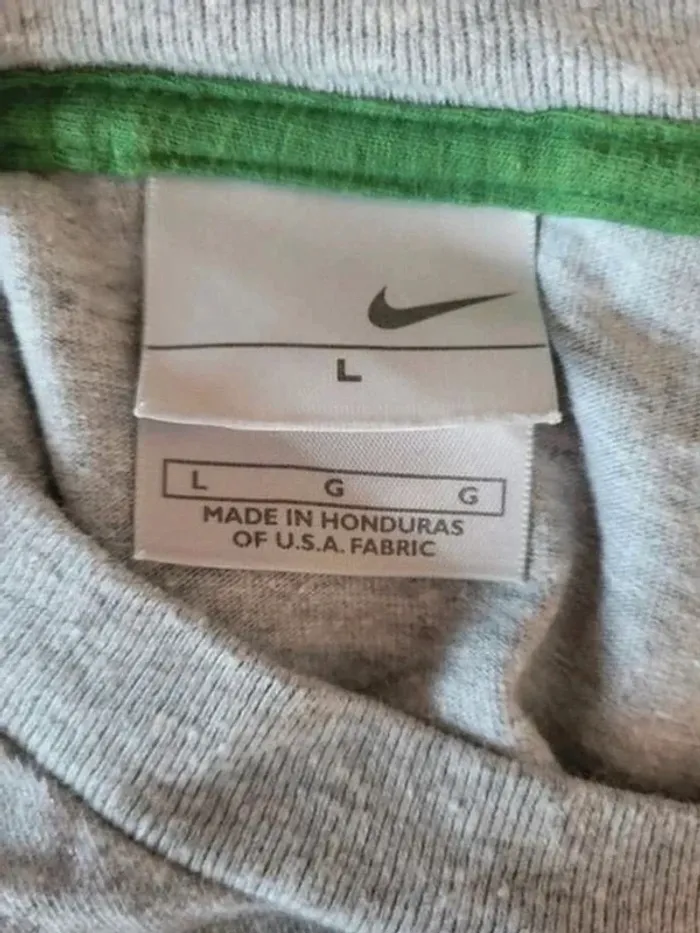 L
L G G
MADE IN HONDURAS
OF U.S.A. FABRIC